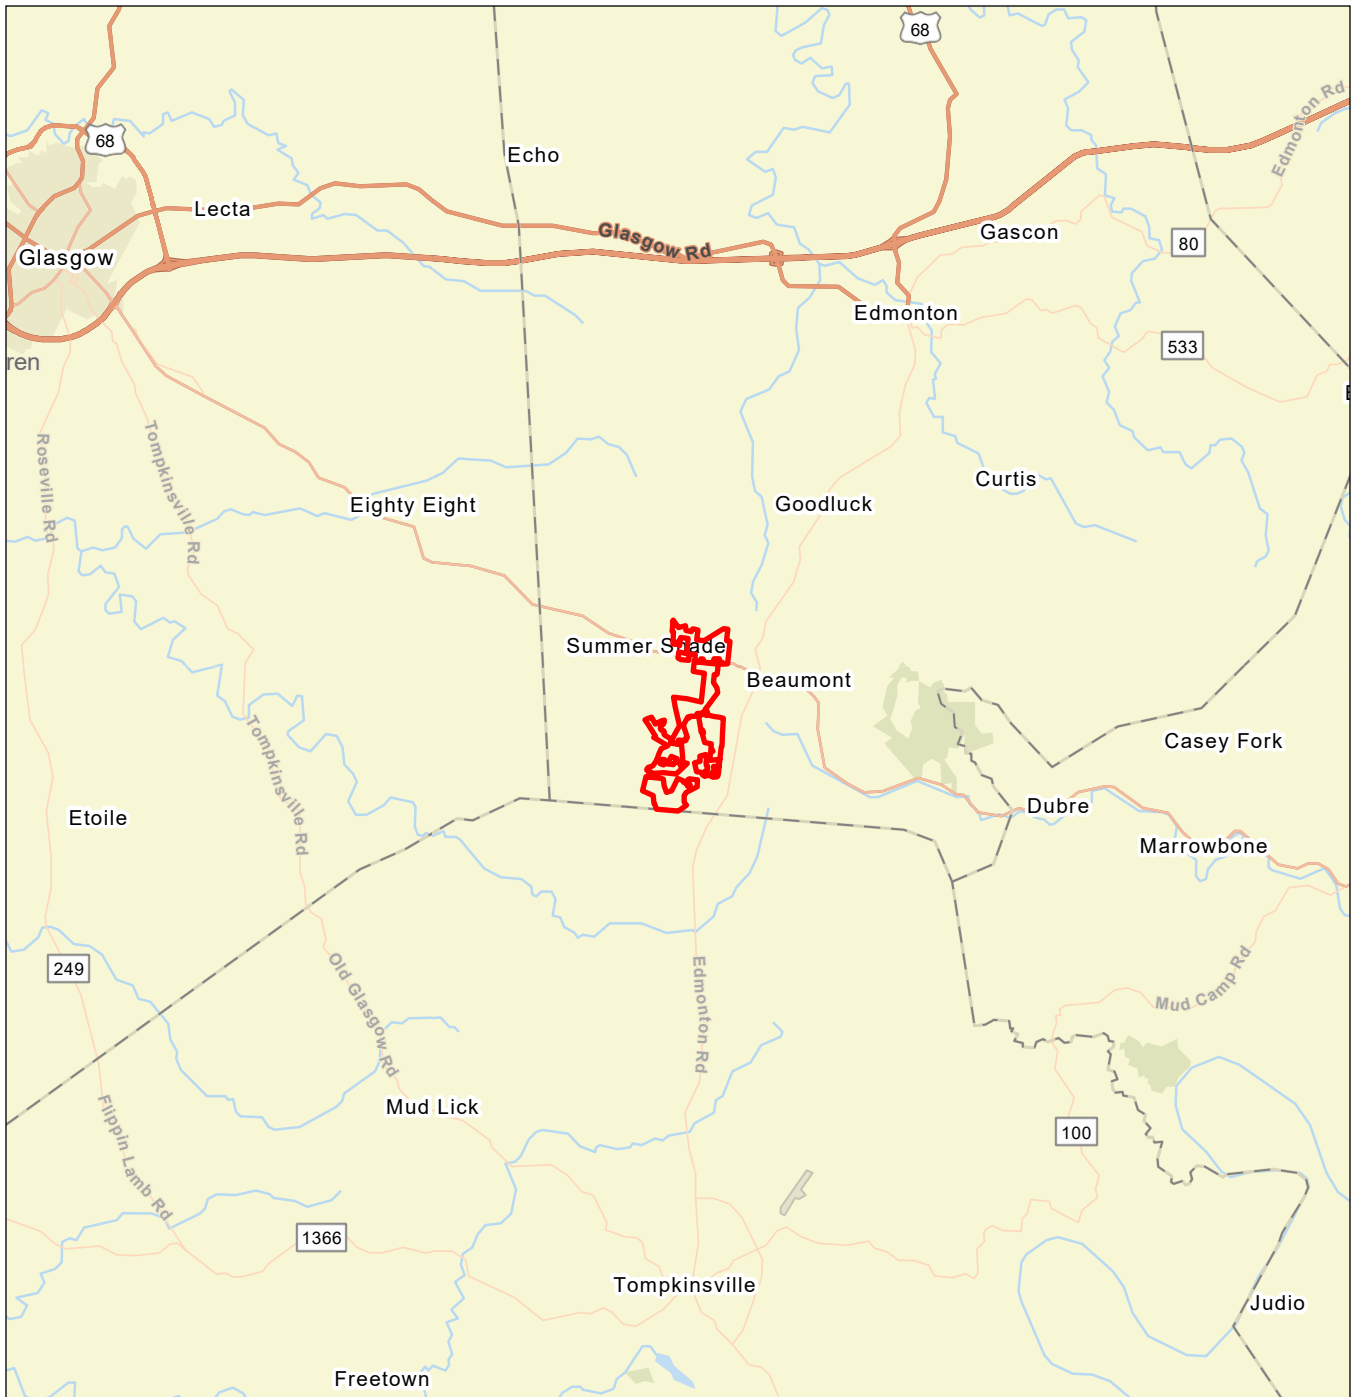 68
Edmonton Rd
68
Echo
Lecta
Glasgow Rd
Gascon
80
Glasgow
Edmonton
533
ren
Roseville Rd
Tompkinsville Rd
Curtis
Eighty Eight
Goodluck
Summer Shade
Beaumont
Tompkinsville Rd
Casey Fork
Etoile
Dubre
Marrowbone
249
Old Glasgow Rd
Edmonton Rd
Mud Camp Rd
Mud Lick
Flippin Lamb Rd
100
1366
Tompkinsville
Judio
Freetown